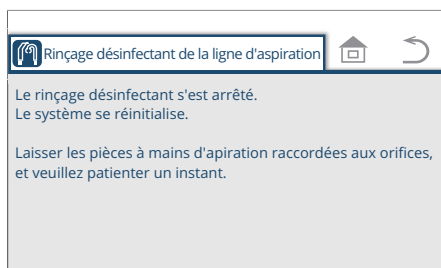 Rinçage désinfectant de la ligne d'aspiration
Le rinçage désinfectant s'est arrêté.
Le système se réinitialise.
Laisser les pièces à mains d'apiration raccordées aux orifices,
et veuillez patienter un instant.